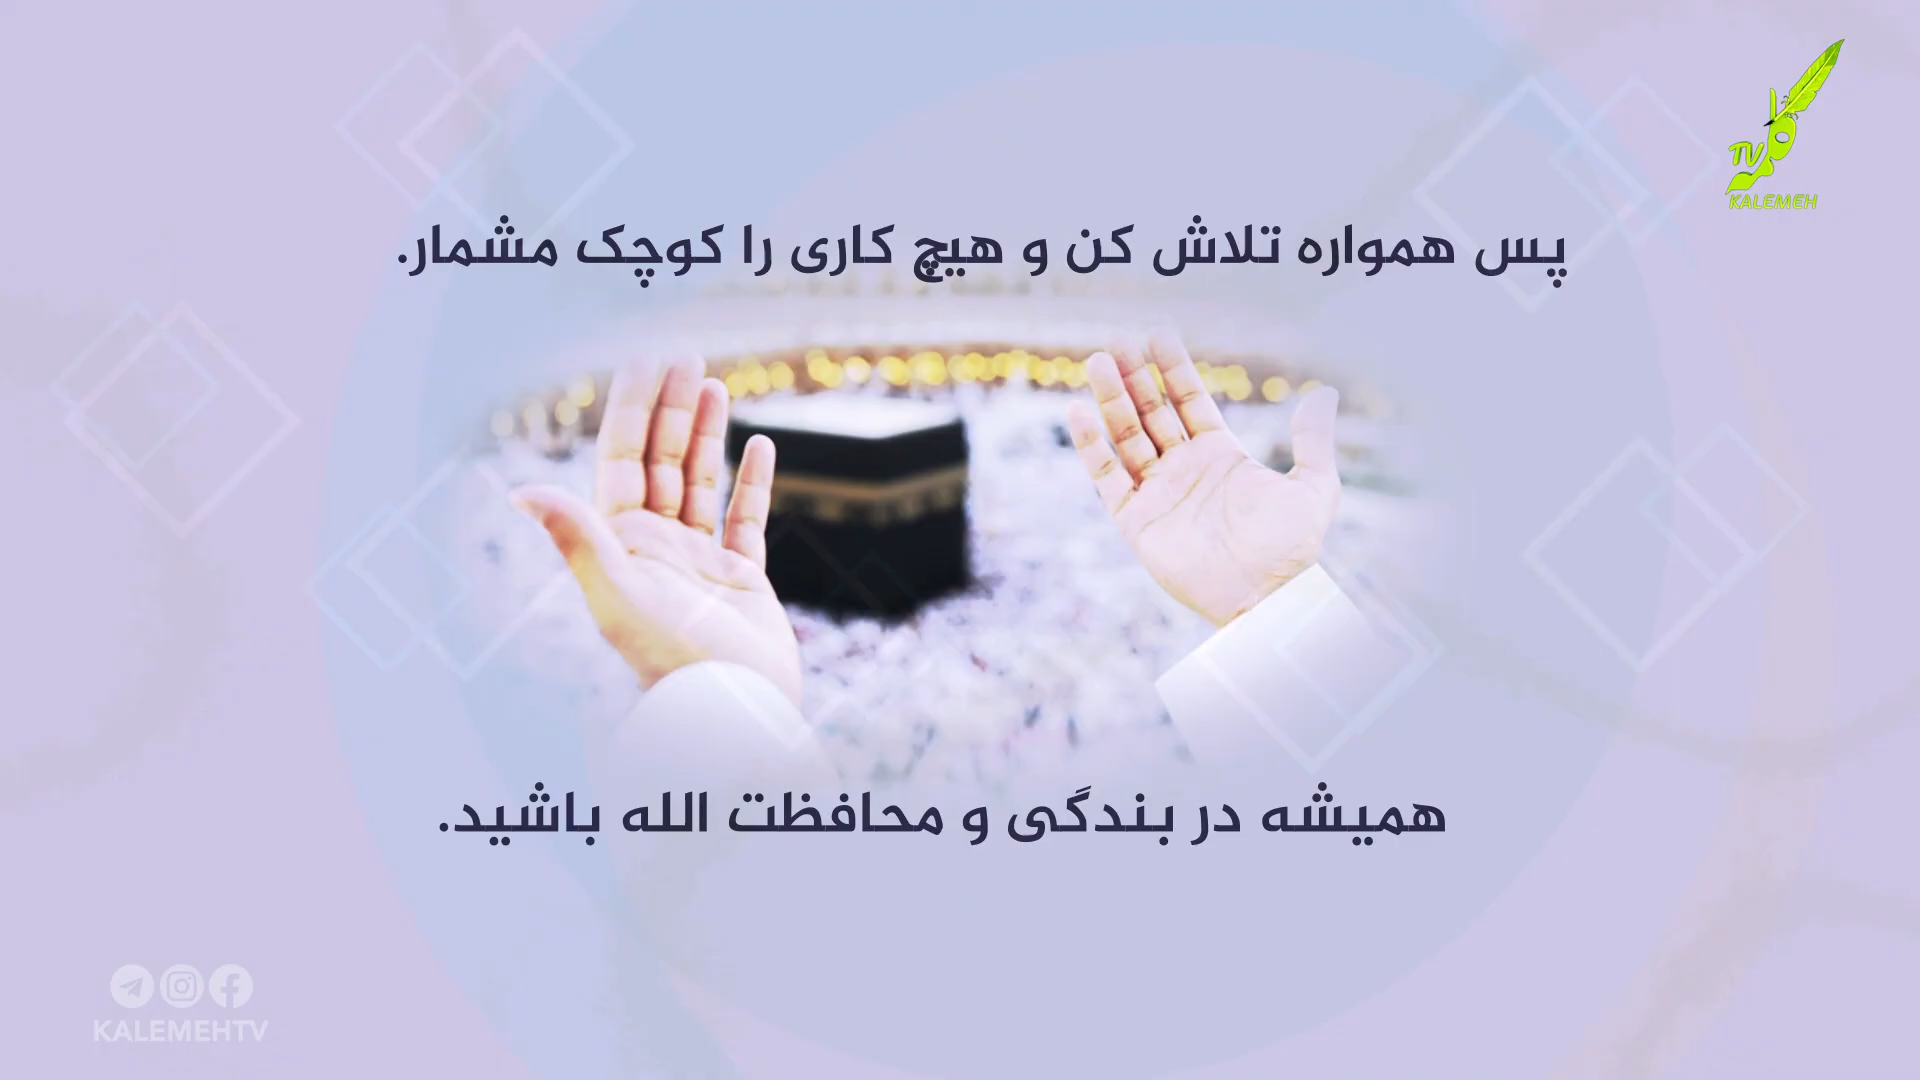 TV
KALEMEH
پس همواره تلاش کن و هیچ کاری را کوچک مشمار.
همیشه در بندگی و محافظت الله باشید.
KALEMEHTV